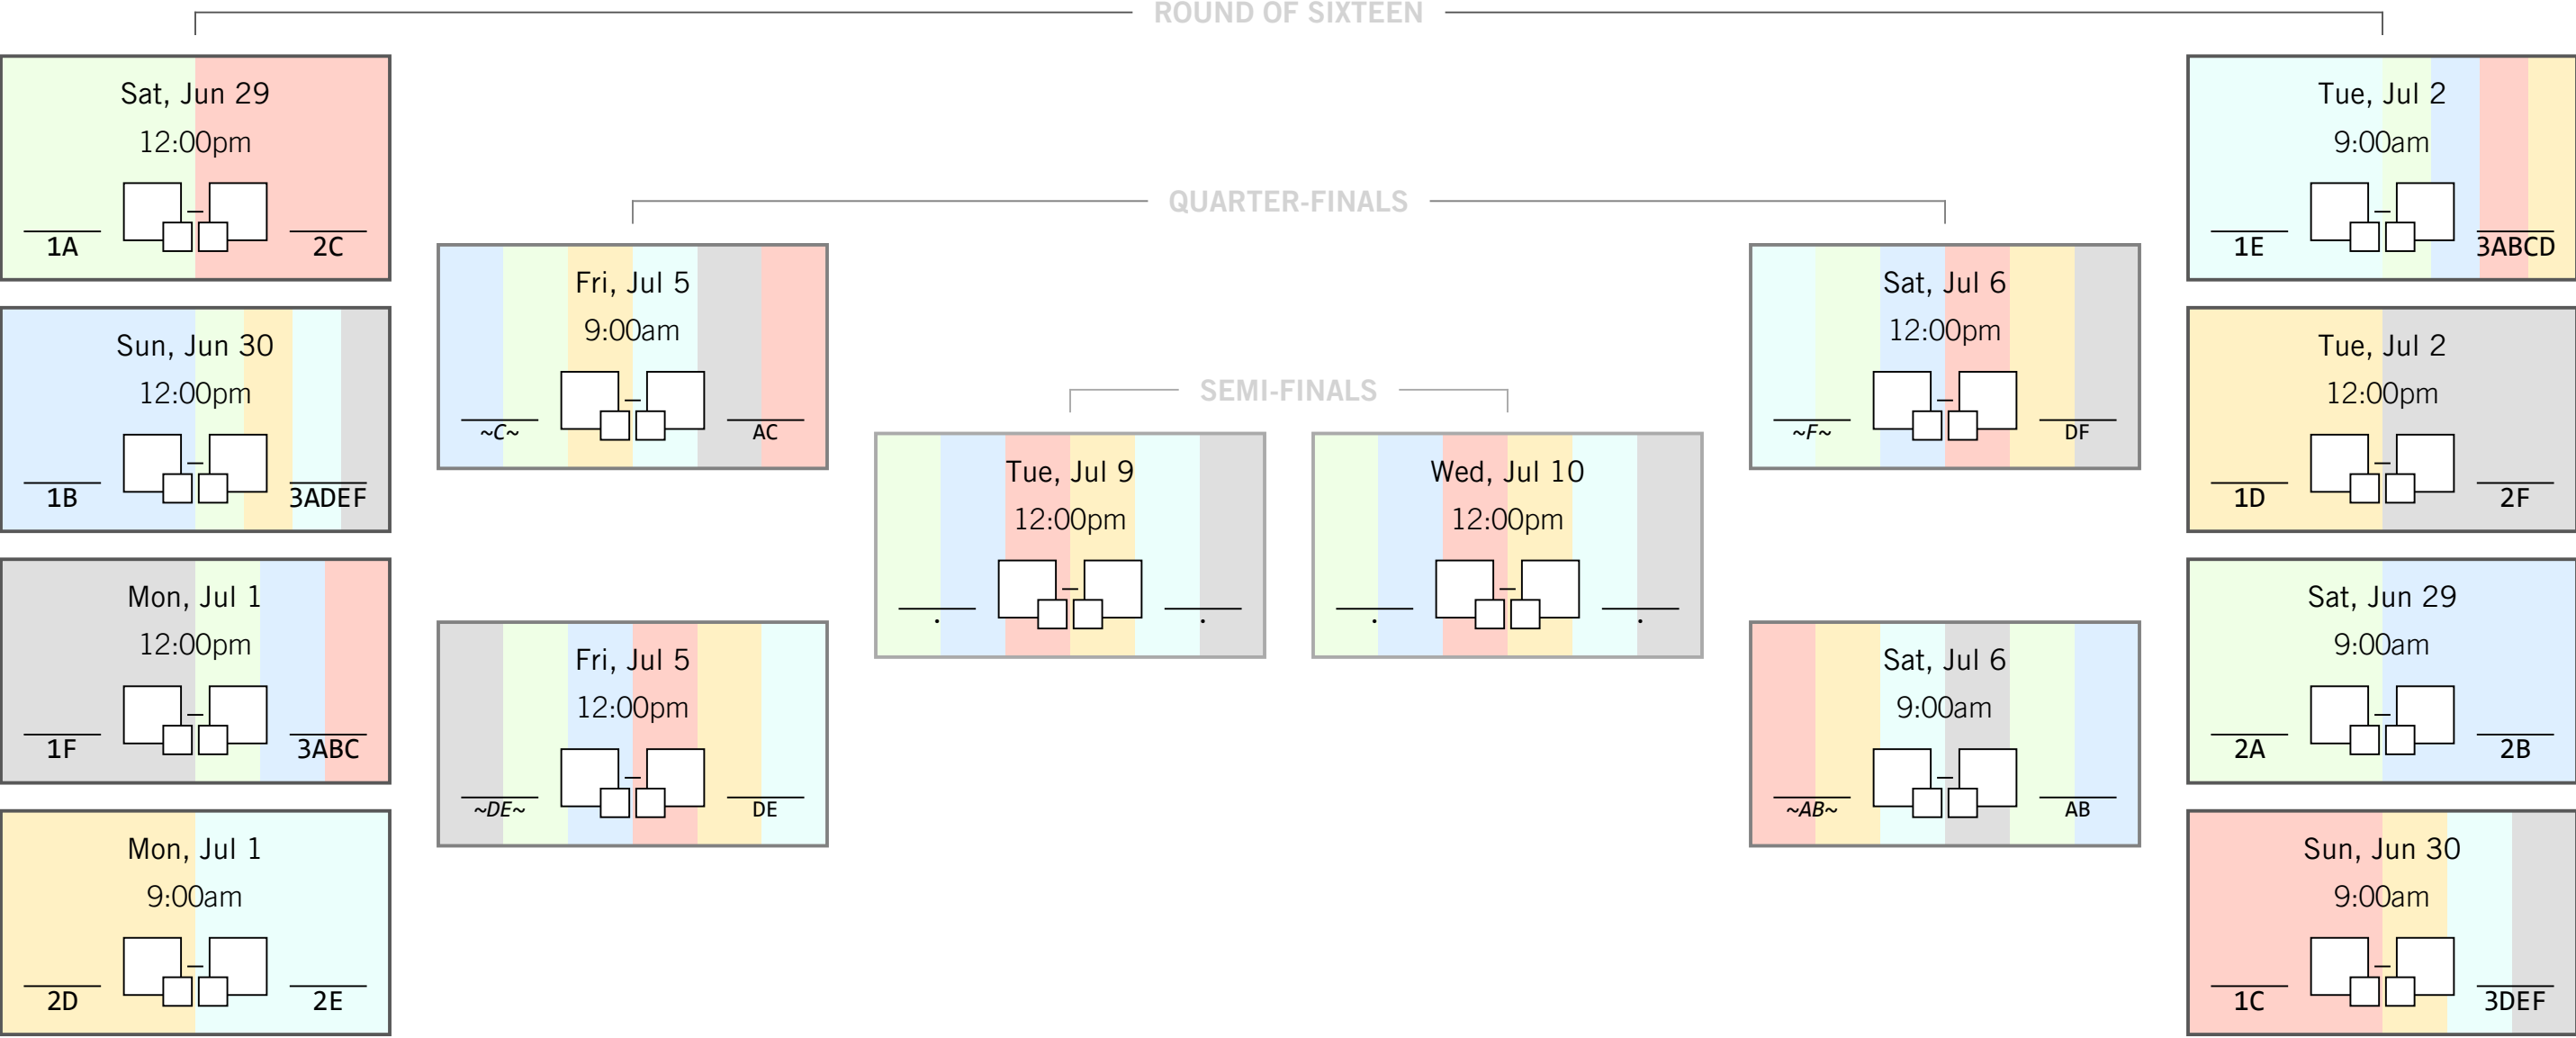 ROUND OF SIXTEEN
Sat, Jun 29
12:00pm
1A – 2C
Sun, Jun 30
12:00pm
1B – 3ADEF
Mon, Jul 1
12:00pm
1F – 3ABC
Mon, Jul 1
9:00am
2D – 2E
QUARTER-FINALS
Fri, Jul 5
9:00am
~C~ – AC
Fri, Jul 5
12:00pm
~DE~ – DE
SEMI-FINALS
Tue, Jul 9
12:00pm
. – .
Wed, Jul 10
12:00pm
. – .
Sat, Jul 6
12:00pm
~F~ – DF
Sat, Jul 6
9:00am
~AB~ – AB
Tue, Jul 2
9:00am
1E – 3ABCD
Tue, Jul 2
12:00pm
1D – 2F
Sat, Jun 29
9:00am
2A – 2B
Sun, Jun 30
9:00am
1C – 3DEF